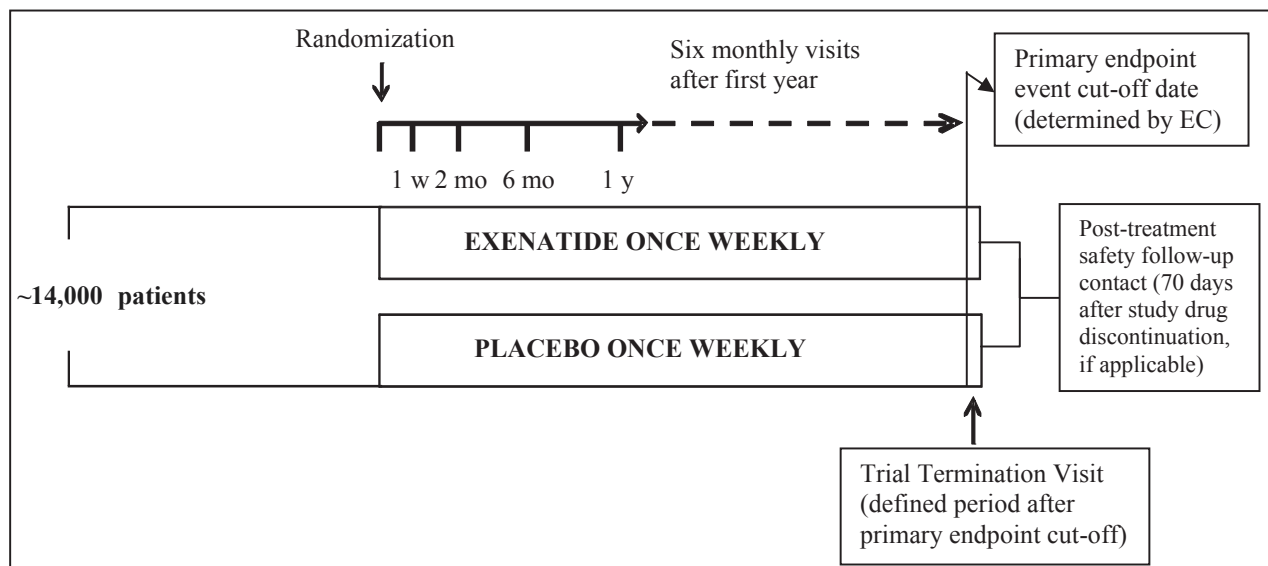 Randomization
Six monthly visits
after first year
Primary endpoint
event cut-off date
(determined by EC)
1 w 2 mo 6 mo 1 y
EXENATIDE ONCE WEEKLY
~14,000 patients
PLACEBO ONCE WEEKLY
Post-treatment
safety follow-up
contact (70 days
after study drug
discontinuation,
if applicable)
Trial Termination Visit
(defined period after
primary endpoint cut-off)